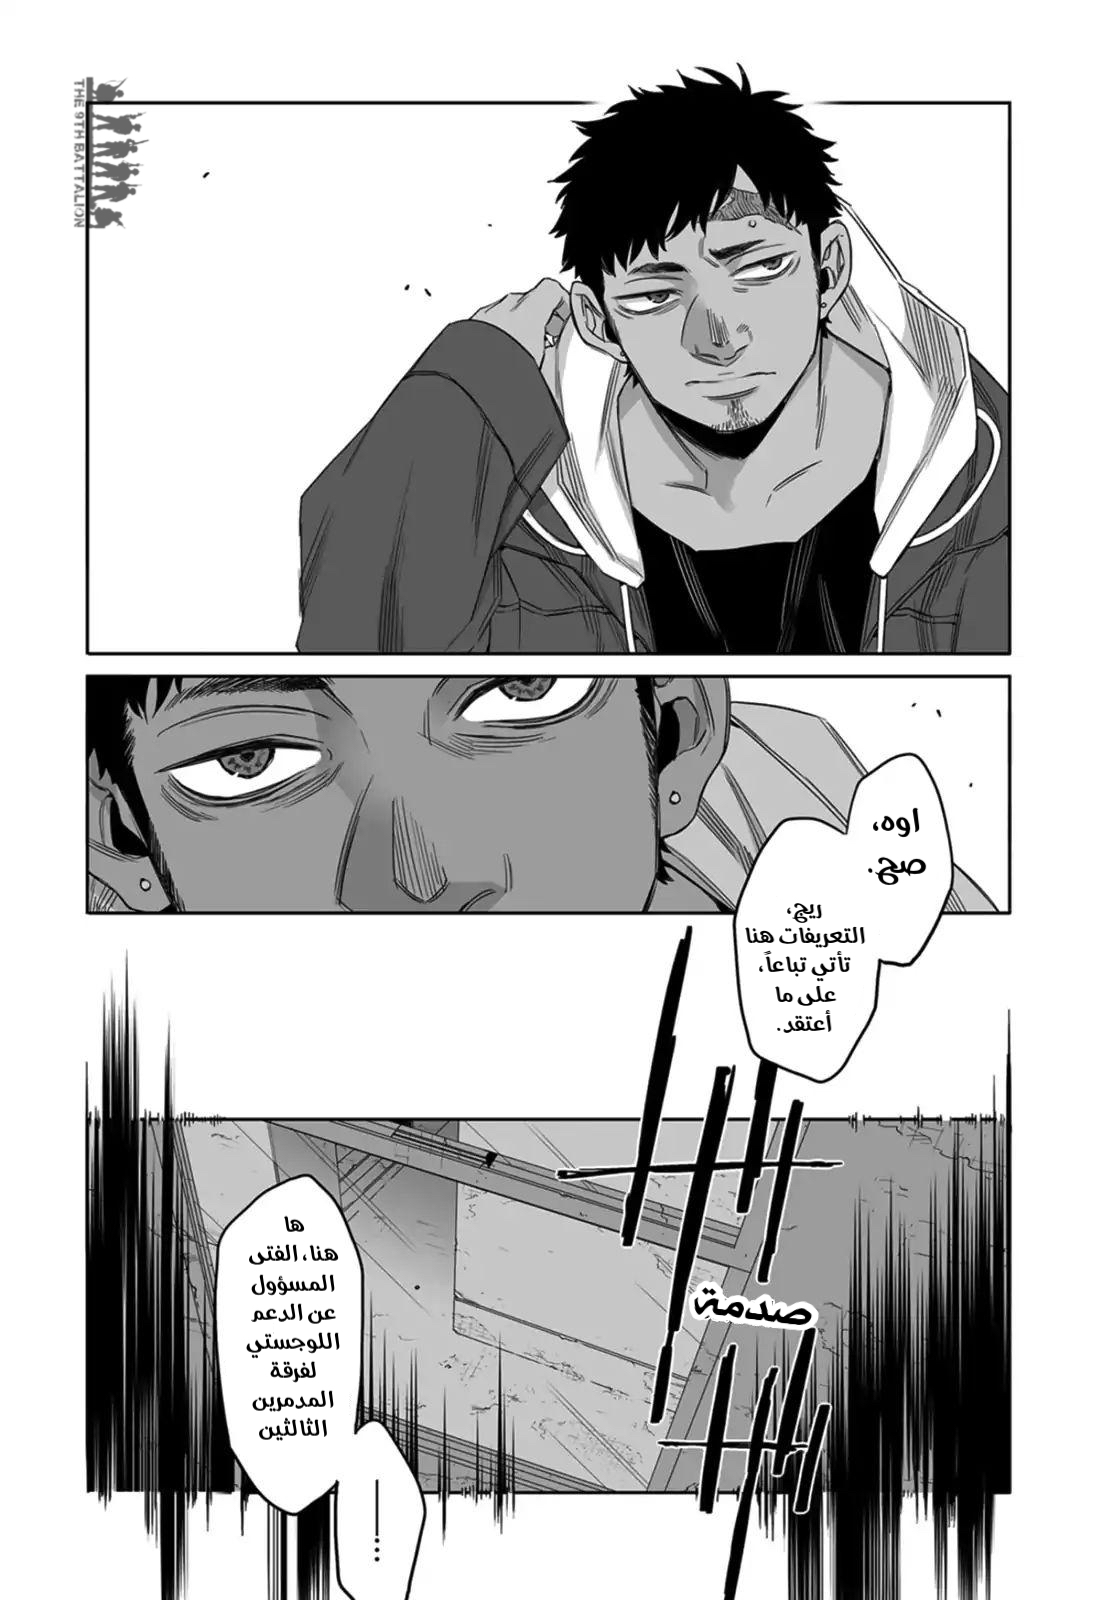 THE 9TH BATTALION
اوه،
صح.
ريج،
التعريفات هنا
تأتي تباعاً،
على ما
أعتقد.
صدمة
ها
هنا، الفتى
المسؤول
عن الدعم
اللوجستي
لفرقة
المدمرين
الثالثين
—...